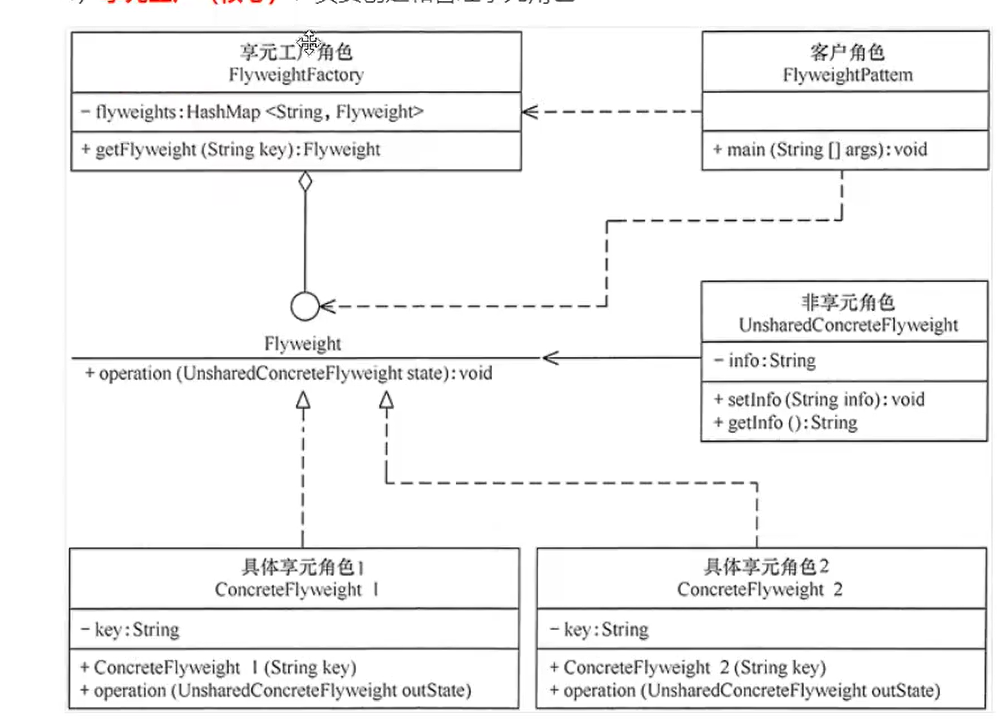 享元工厂角色
FlyweightFactory
- flyweights:HashMap <String, Flyweight>
+ getFlyweight (String key):Flyweight
客户角色
FlyweightPattem
+ main (String [] args):void
非享元角色
UnsharedConcreteFlyweight
- info:String
+ setInfo (String info):void
+ getInfo ():String
Flyweight
+ operation (UnsharedConcreteFlyweight state):void
具体享元角色1
ConcreteFlyweight 1
- key:String
+ ConcreteFlyweight 1 (String key)
+ operation (UnsharedConcreteFlyweight outState)
具体享元角色2
ConcreteFlyweight 2
- key:String
+ ConcreteFlyweight 2 (String key)
+ operation (UnsharedConcreteFlyweight outState)